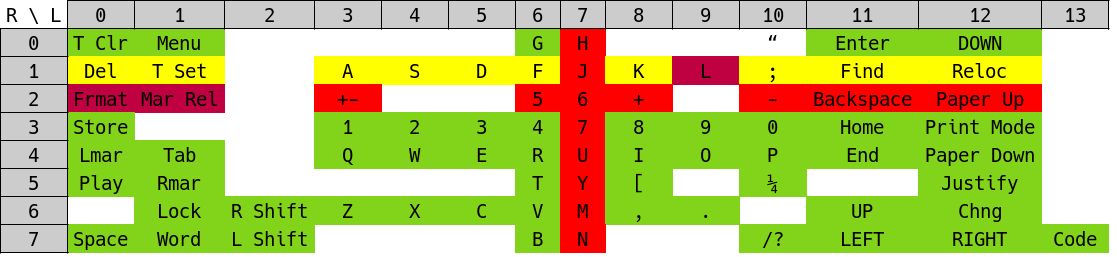 R \ L 0 1 2 3 4 5 6 7 8 9 10 11 12 13
0 T Clr Menu G H “ Enter DOWN
1 Del T Set A S D F J K L ; Find Reloc
2 Frmat Mar Rel +- 5 6 + - Backspace Paper Up
3 Store 1 2 3 4 7 8 9 0 Home Print Mode
4 Lmar Tab Q W E R U I O P End Paper Down
5 Play Rmar T Y [ ¼ Justify
6 Lock R Shift Z X C V M , . UP Chng
7 Space Word L Shift B N /? LEFT RIGHT Code